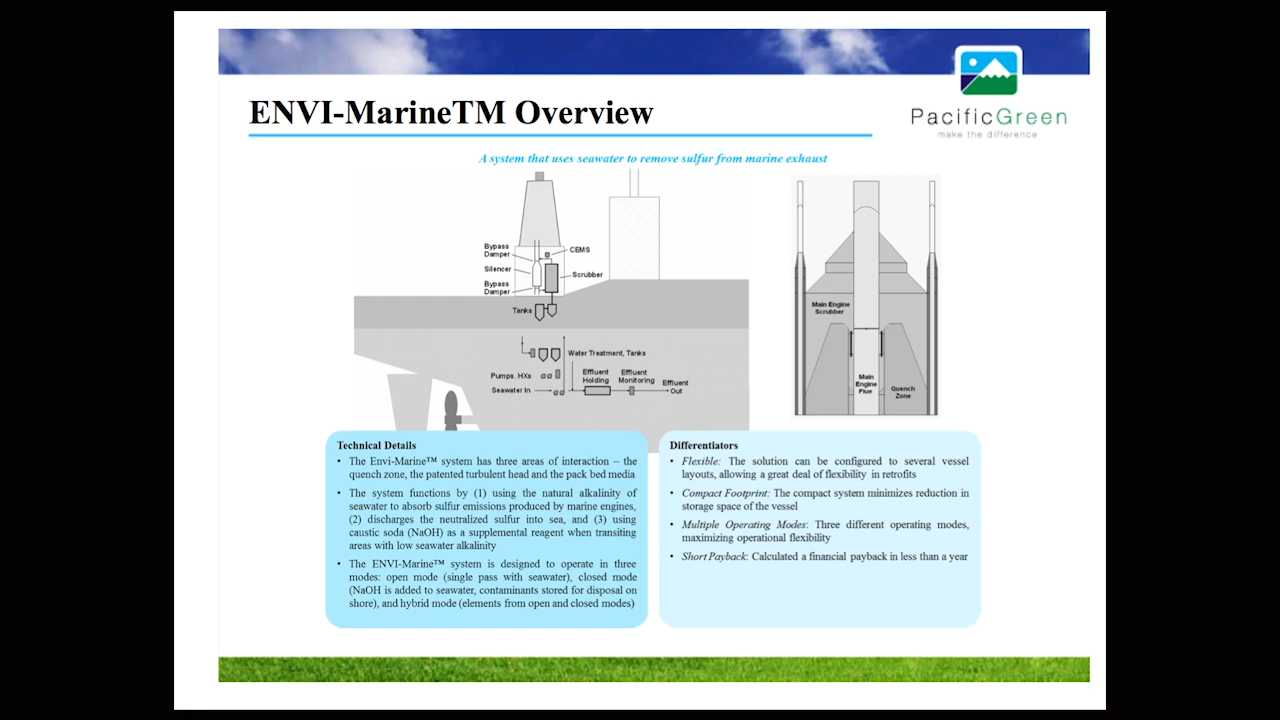 PacificGreen
make the difference
ENVI-MarineTM Overview
A system that uses seawater to remove sulfur from marine exhaust
Bypass
Damper
CEMS
Silencer
Scrubber
Bypass
Damper
Tanks
Water Treatment, Tanks
Pumps, HXs
Effluent
Holding
Effluent
Monitoring
Effluent
Out
Seawater In
Main Engine
Scrubber
Main
Engine
Flue
Quench
Zone
Technical Details
• The Envi-Marine™ system has three areas of interaction – the
quench zone, the patented turbulent head and the pack bed media
• The system functions by (1) using the natural alkalinity of
seawater to absorb sulfur emissions produced by marine engines,
(2) discharges the neutralized sulfur into sea, and (3) using
caustic soda (NaOH) as a supplemental reagent when transiting
areas with low seawater alkalinity
• The ENVI-Marine™ system is designed to operate in three
modes: open mode (single pass with seawater), closed mode
(NaOH is added to seawater, contaminants stored for disposal on
shore), and hybrid mode (elements from open and closed modes)
Differentiators
• Flexible: The solution can be configured to several vessel
layouts, allowing a great deal of flexibility in retrofits
• Compact Footprint: The compact system minimizes reduction in
storage space of the vessel
• Multiple Operating Modes: Three different operating modes,
maximizing operational flexibility
• Short Payback: Calculated a financial payback in less than a year